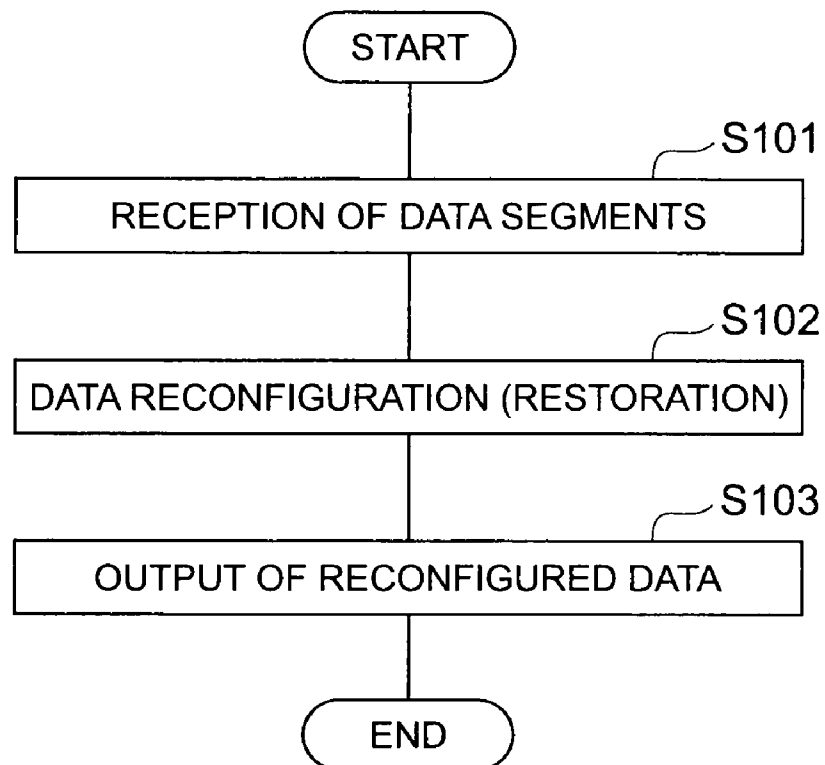 START
S101
RECEPTION OF DATA SEGMENTS
S102
DATA RECONFIGURATION (RESTORATION)
S103
OUTPUT OF RECONFIGURED DATA
END